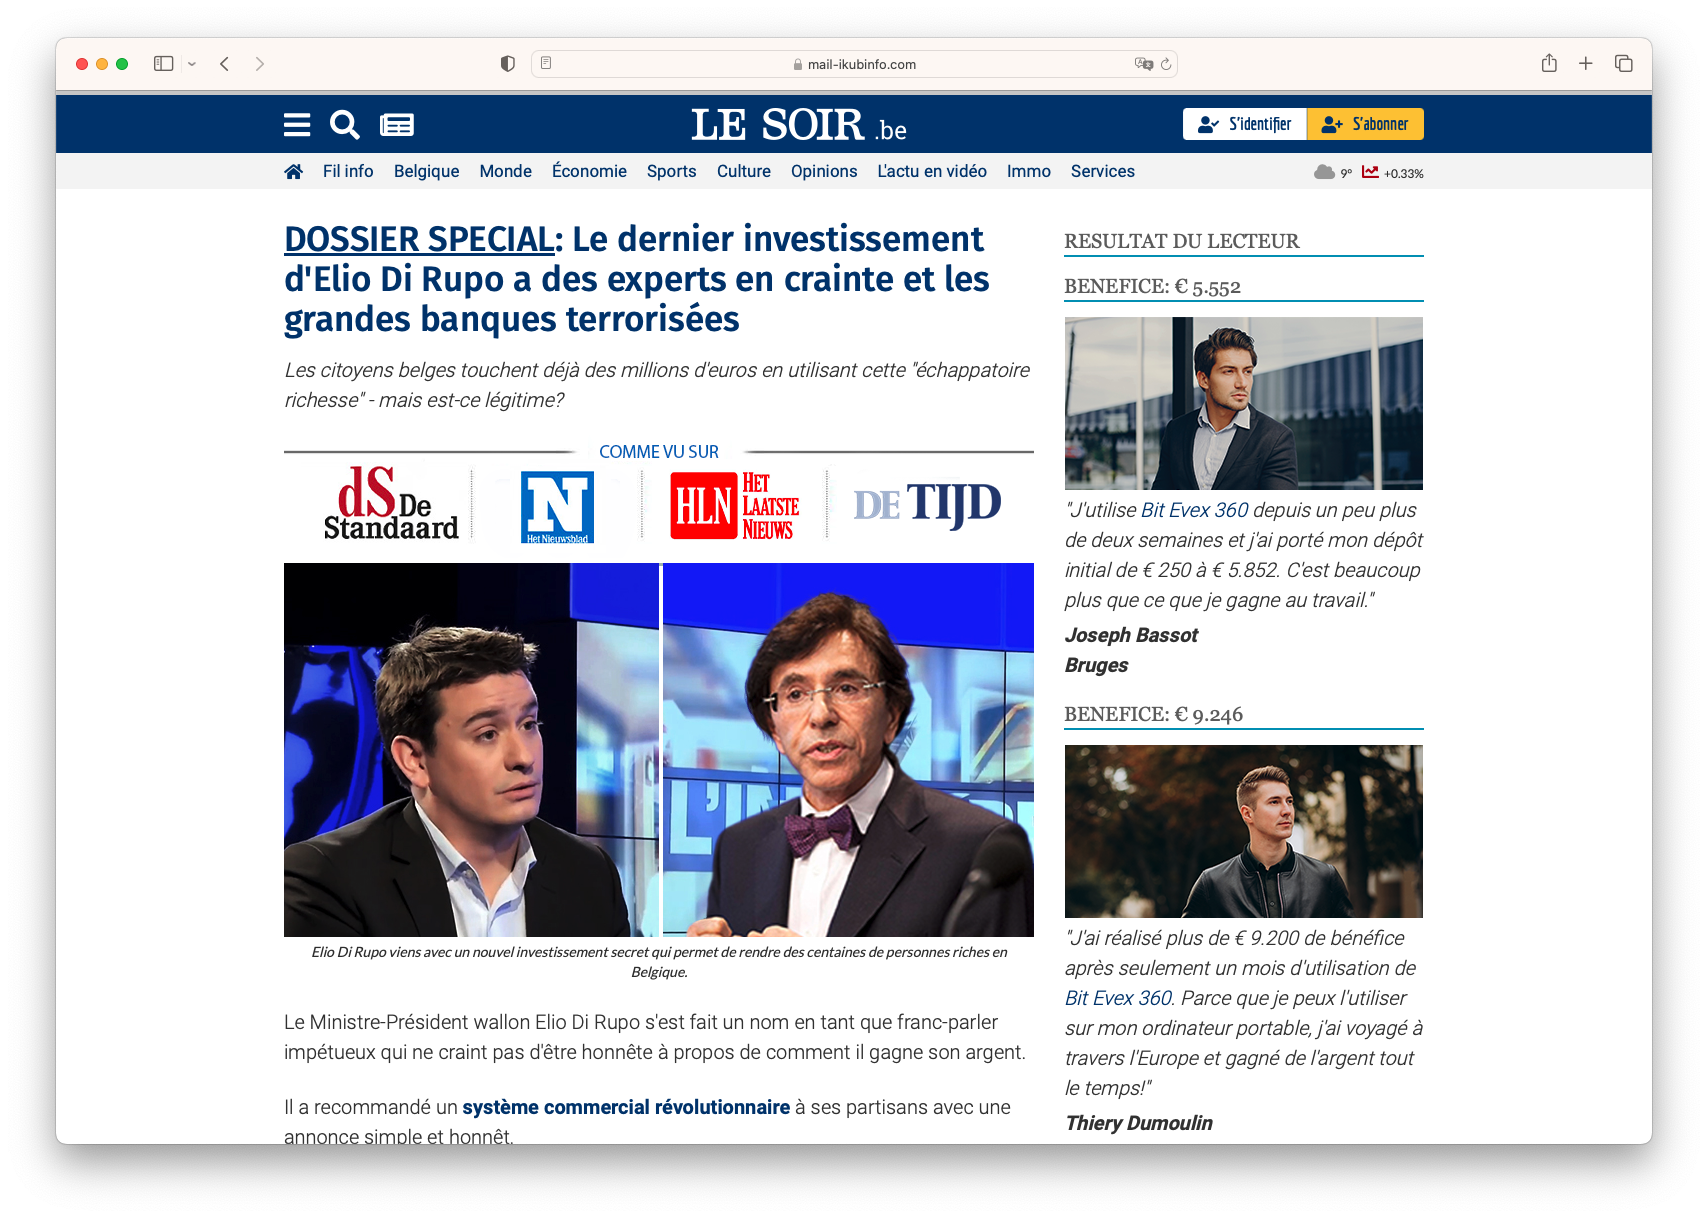 mail-ikubinfo.com
LE SOIR .be
S'identifier
S'abonner
Fil info
Belgique
Monde
Économie
Sports
Culture
Opinions
L'actu en vidéo
Immo
Services
9°
+0.33%
DOSSIER SPECIAL: Le dernier investissement
d'Elio Di Rupo a des experts en crainte et les
grandes banques terrorisées
Les citoyens belges touchent déjà des millions d'euros en utilisant cette "échappatoire
richesse" - mais est-ce légitime?
COMME VU SUR
dS De
Standaard
N
Het Nieuwsblad
HLN
HET
LAATSTE
NIEUWS
DE TIJD
L'IN
Elio Di Rupo viens avec un nouvel investissement secret qui permet de rendre des centaines de personnes riches en
Belgique.
Le Ministre-Président wallon Elio Di Rupo s'est fait un nom en tant que franc-parler
impétueux qui ne craint pas d'être honnête à propos de comment il gagne son argent.
Il a recommandé un système commercial révolutionnaire à ses partisans avec une
annonce simple et honnêt.
RESULTAT DU LECTEUR
BENEFICE: € 5.552
"J'utilise Bit Evex 360 depuis un peu plus
de deux semaines et j'ai porté mon dépôt
initial de € 250 à € 5.852. C'est beaucoup
plus que ce que je gagne au travail."
Joseph Bassot
Bruges
BENEFICE: € 9.246
"J'ai réalisé plus de € 9.200 de bénéfice
après seulement un mois d'utilisation de
Bit Evex 360. Parce que je peux l'utiliser
sur mon ordinateur portable, j'ai voyagé à
travers l'Europe et gagné de l'argent tout
le temps!"
Thiery Dumoulin